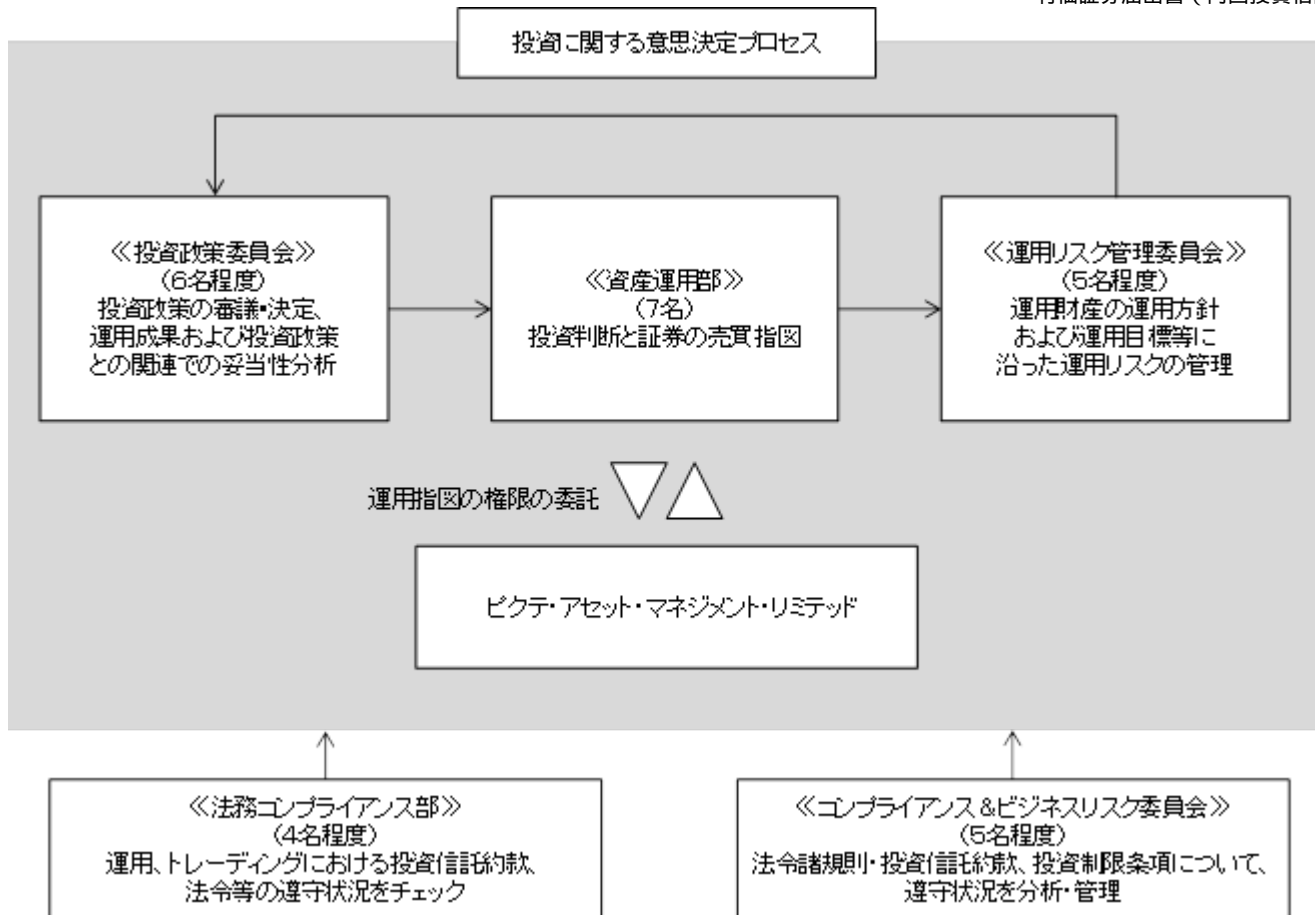 投資に関する意思決定プロセス
≪投資政策委員会≫
(6名程度)
投資政策の審議・決定、
運用成果および投資政策
との関連での妥当性分析
≪資産運用部≫
(7名)
投資判断と証券の売買指図
≪運用リスク管理委員会≫
(5名程度)
運用財産の運用方針
および運用目標等に
沿った運用リスクの管理
運用指図の権限の委託
ピクテ・アセット・マネジメント・リミテッド
≪法務コンプライアンス部≫
(4名程度)
運用、トレーディングにおける投資信託約款、
法令等の遵守状況をチェック
≪コンプライアンス&ビジネスリスク委員会≫
(5名程度)
法令諸規則・投資信託約款、投資制限条項について、
遵守状況を分析・管理